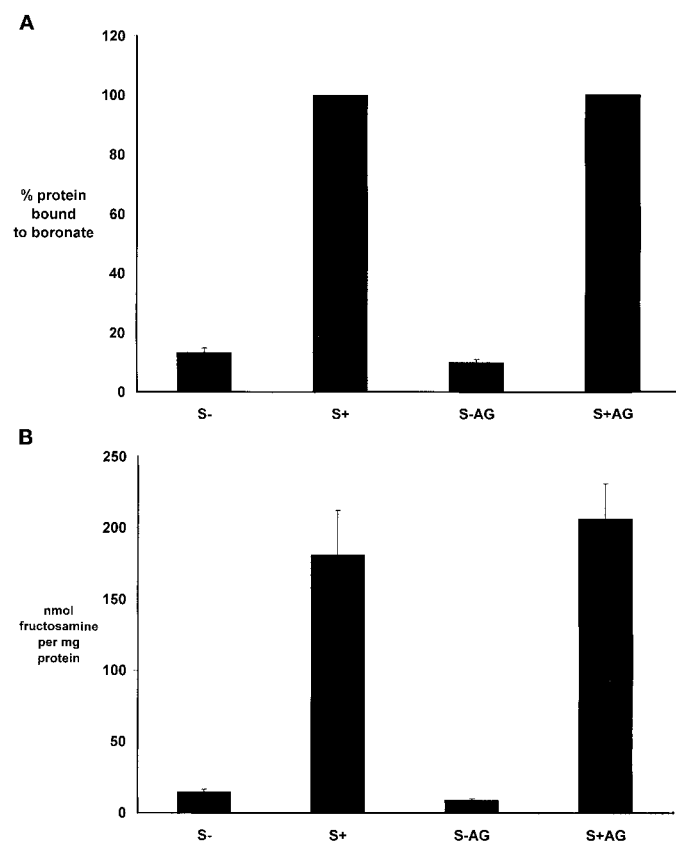 A
120
100
80
60
40
20
0
% protein
bound
to boronate
S- S+ S-AG S+AG
B
250
200
150
100
50
0
nmol
fructosamine
per mg
protein
S- S+ S-AG S+AG